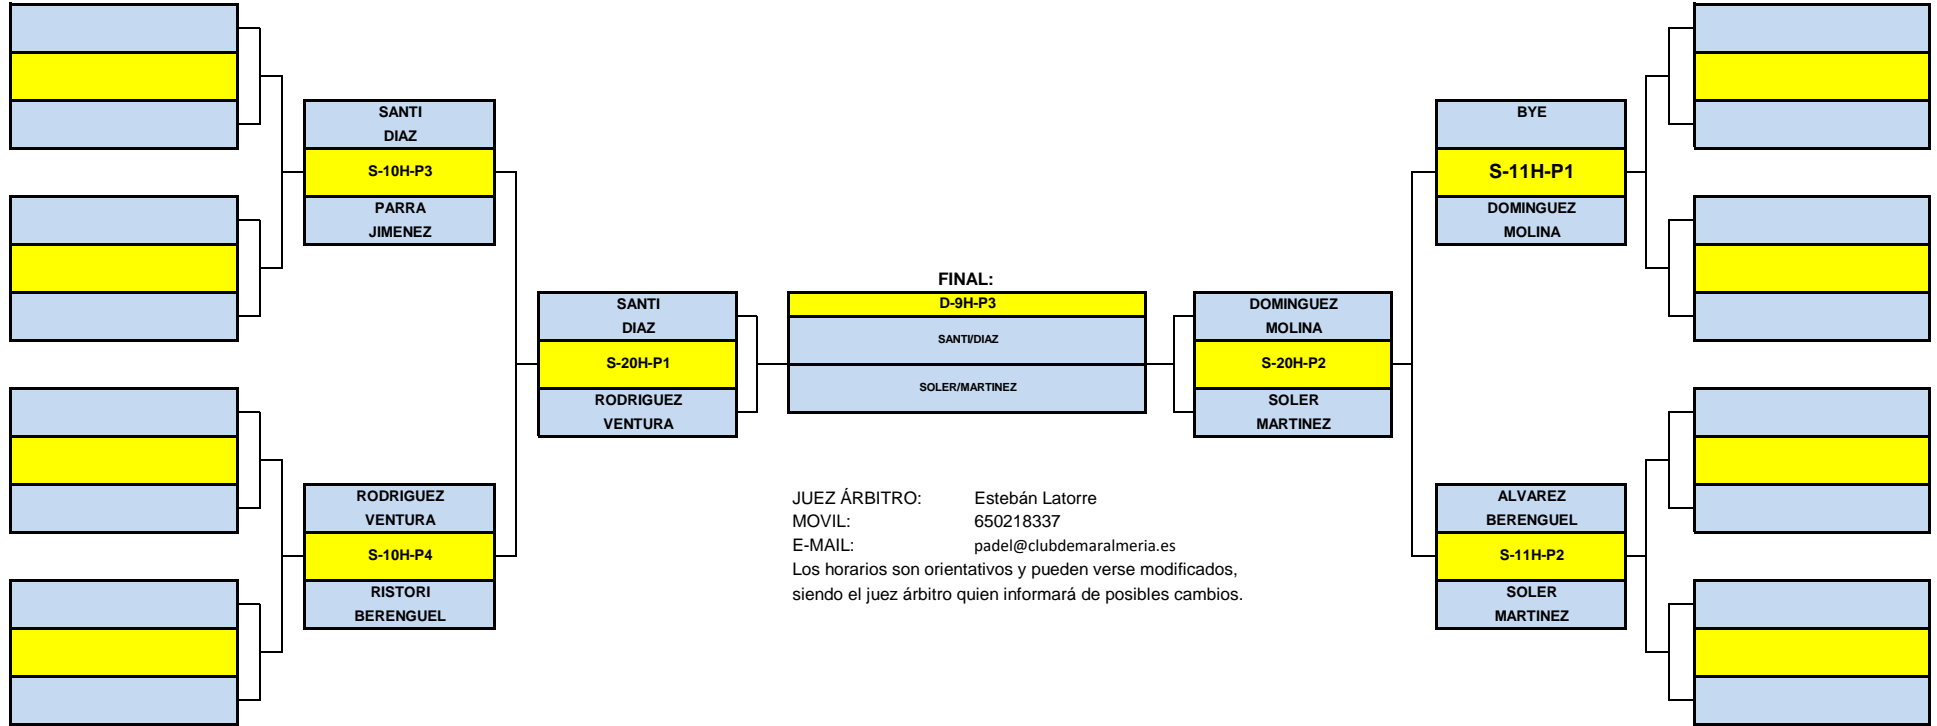 SANTI
DIAZ
S-10H-P3
PARRA
JIMENEZ
RODRIGUEZ
VENTURA
S-10H-P4
RISTORI
BERENGUEL
SANTI
DIAZ
S-20H-P1
RODRIGUEZ
VENTURA
FINAL:
D-9H-P3
SANTI/DIAZ
SOLER/MARTINEZ
DOMINGUEZ
MOLINA
S-20H-P2
SOLER
MARTINEZ
BYE
S-11H-P1
DOMINGUEZ
MOLINA
ALVAREZ
BERENGUEL
S-11H-P2
SOLER
MARTINEZ
JUEZ ÁRBITRO: Estebán Latorre
MOVIL: 650218337
E-MAIL: padel@clubdemaralmeria.es
Los horarios son orientativos y pueden verse modificados,
siendo el juez árbitro quien informará de posibles cambios.